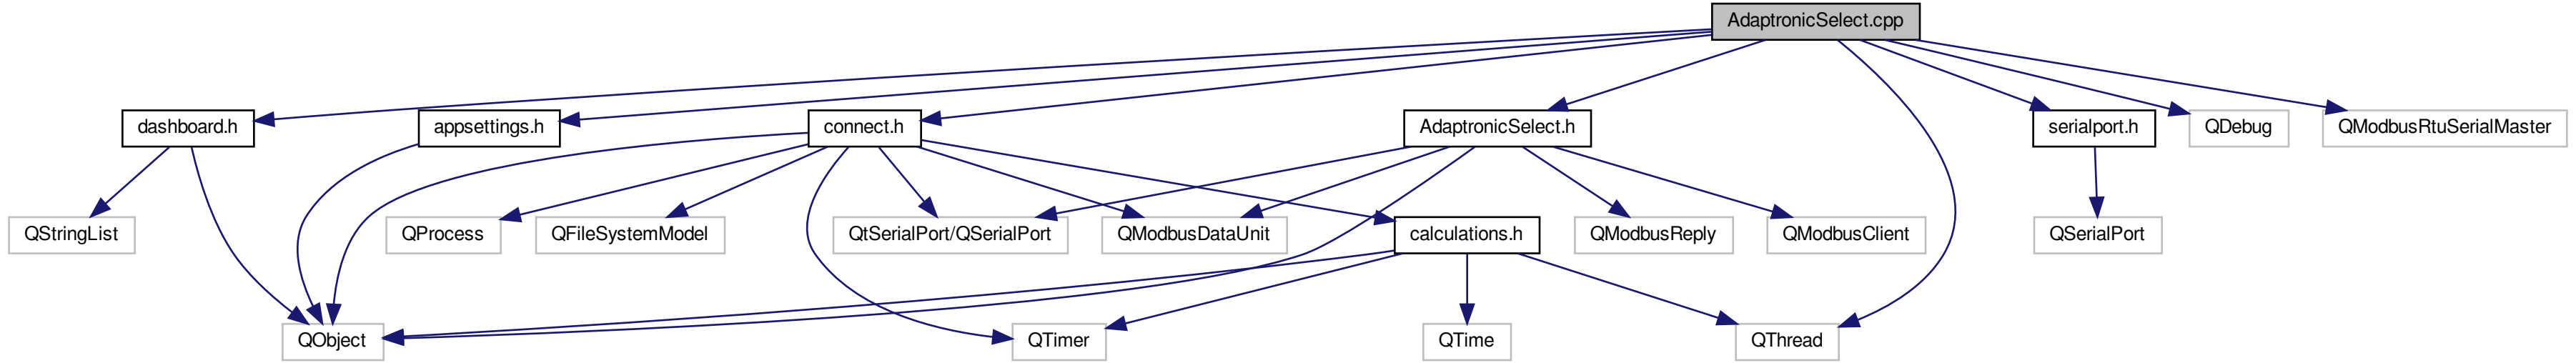 AdaptronicSelect.cpp
dashboard.h
appsettings.h
connect.h
AdaptronicSelect.h
serialport.h
QDebug
QModbusRtuSerialMaster
QStringList
QProcess
QFileSystemModel
QtSerialPort/QSerialPort
QModbusDataUnit
calculations.h
QModbusReply
QModbusClient
QSerialPort
QObject
QTimer
QTime
QThread